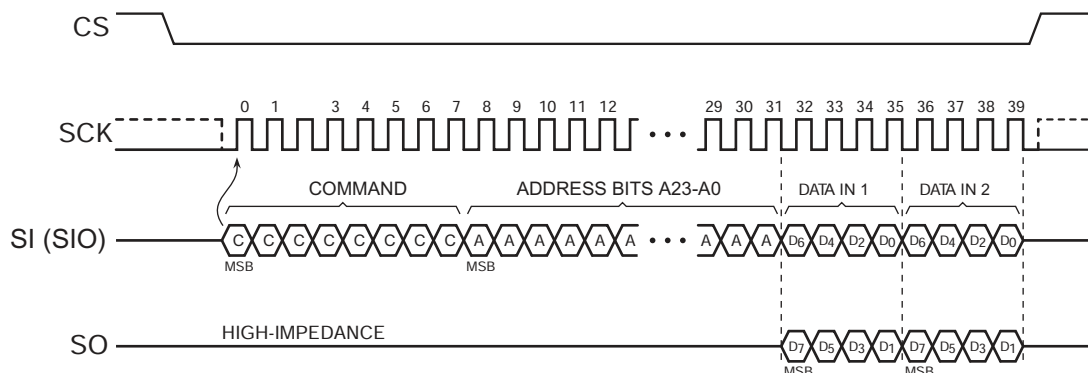 CS
0 1 3 4 5 6 7 8 9 10 11 12 29 30 31 32 33 34 35 36 37 38 39
SCK
COMMAND ADDRESS BITS A23-A0 DATA IN 1 DATA IN 2
SI (SIO) C C C C C C C C A A A A A A A A A D6 D4 D2 D0 D6 D4 D2 D0
MSB MSB
HIGH-IMPEDANCE
SO D7 D5 D3 D1 D7 D5 D3 D1
MSB MSB